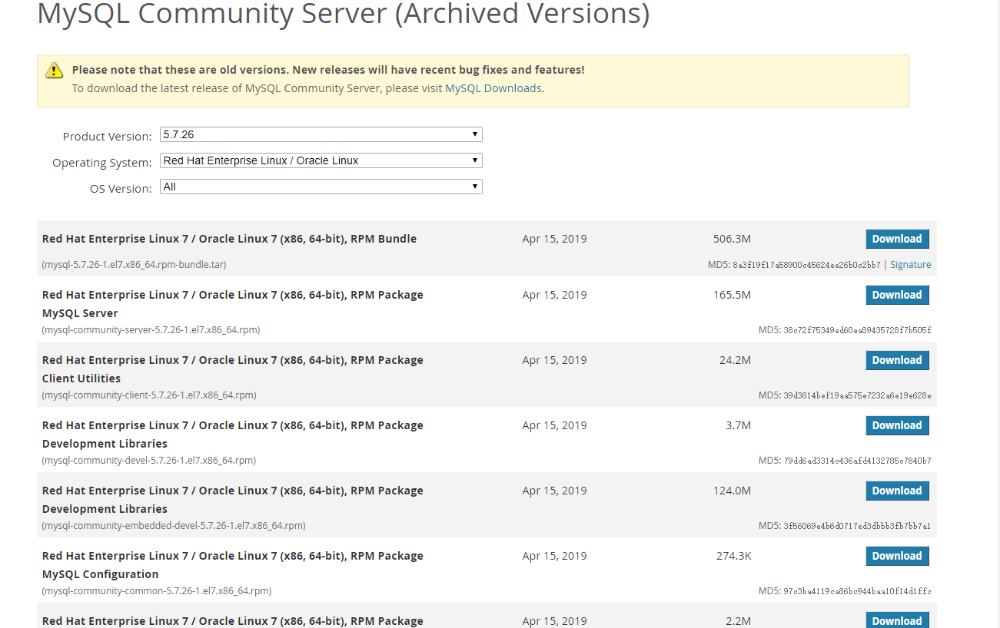 MySQL Community Server (Archived Versions)
Please note that these are old versions. New releases will have recent bug fixes and features!
To download the latest release of MySQL Community Server, please visit MySQL Downloads.
Product Version: 5.7.26
Operating System: Red Hat Enterprise Linux / Oracle Linux
OS Version: All
Red Hat Enterprise Linux 7 / Oracle Linux 7 (x86, 64-bit), RPM Bundle Apr 15, 2019 506.3M Download
(mysql-5.7.26-1.el7.x86_64.rpm-bundle.tar) MD5: 8a3f19f17a58900c45624ee26b0c2bb7 | Signature
Red Hat Enterprise Linux 7 / Oracle Linux 7 (x86, 64-bit), RPM Package Apr 15, 2019 165.5M Download
MySQL Server
(mysql-community-server-5.7.26-1.el7.x86_64.rpm) MD5: 38c72f75349ed60ea89435728f7b505f
Red Hat Enterprise Linux 7 / Oracle Linux 7 (x86, 64-bit), RPM Package Apr 15, 2019 24.2M Download
Client Utilities
(mysql-community-client-5.7.26-1.el7.x86_64.rpm) MD5: 39d3814bef19aa575e7232a6e19e628e
Red Hat Enterprise Linux 7 / Oracle Linux 7 (x86, 64-bit), RPM Package Apr 15, 2019 3.7M Download
Development Libraries
(mysql-community-devel-5.7.26-1.el7.x86_64.rpm) MD5: 79dd6ad3314c436afd4132785c7840b7
Red Hat Enterprise Linux 7 / Oracle Linux 7 (x86, 64-bit), RPM Package Apr 15, 2019 124.0M Download
Development Libraries
(mysql-community-embedded-devel-5.7.26-1.el7.x86_64.rpm) MD5: 3f56069e4b6d0717ed3dbbb3fb7bb7a1
Red Hat Enterprise Linux 7 / Oracle Linux 7 (x86, 64-bit), RPM Package Apr 15, 2019 274.3K Download
MySQL Configuration
(mysql-community-common-5.7.26-1.el7.x86_64.rpm) MD5: 97c3ba4119ca86bc944baa10f14d1ffc
Red Hat Enterprise Linux 7 / Oracle Linux 7 (x86, 64-bit), RPM Package Apr 15, 2019 2.2M Download